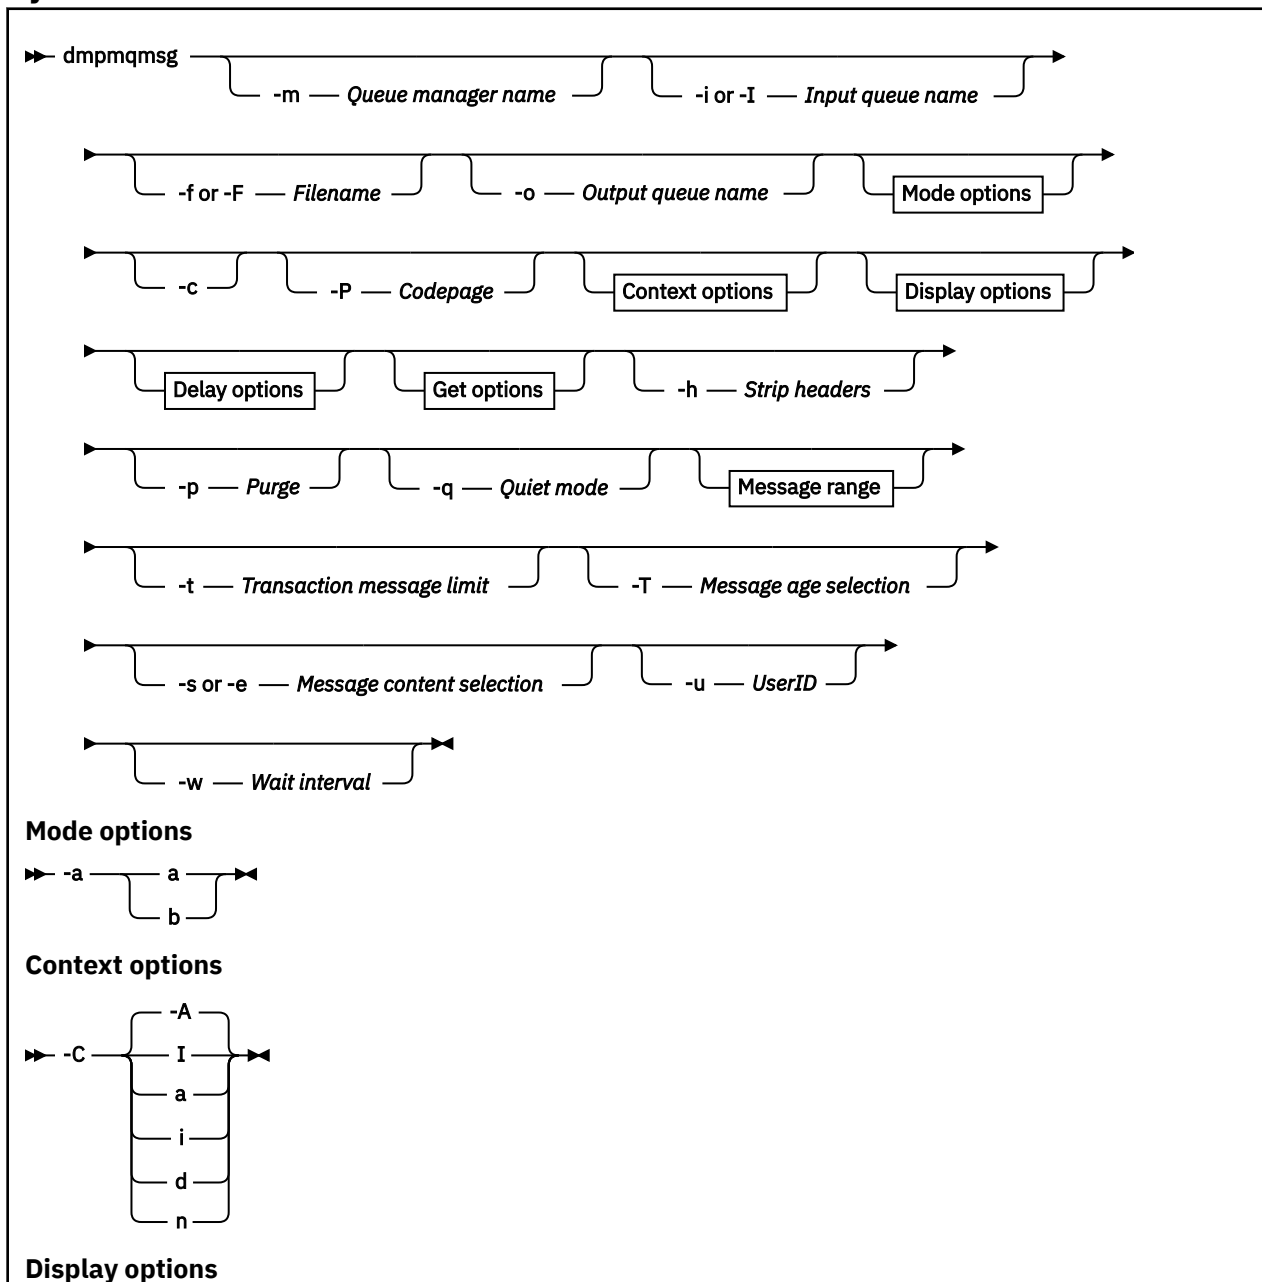 dmpmqmsg
-m Queue manager name -i or -I Input queue name
-f or -F Filename -o Output queue name Mode options
-c -P Codepage Context options Display options
Delay options Get options -h Strip headers
-p Purge -q Quiet mode Message range
-t Transaction message limit -T Message age selection
-s or -e Message content selection -u UserID
-w Wait interval
Mode options
-a a
b
Context options
-A
-C I
a
i
d
n
Display options